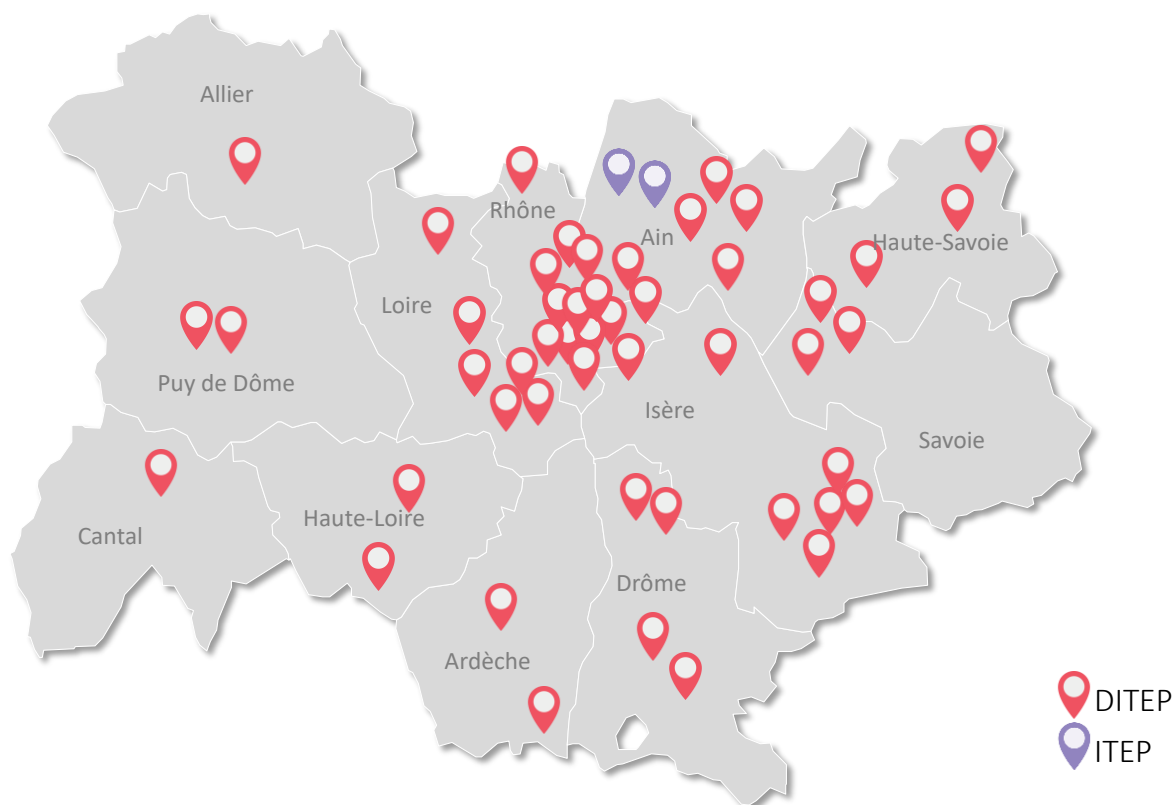 Allier
Rhône
Ain
Haute-Savoie
Loire
Puy de Dôme
Isère
Savoie
Haute-Loire
Cantal
Drôme
Ardèche
DITEP
ITEP